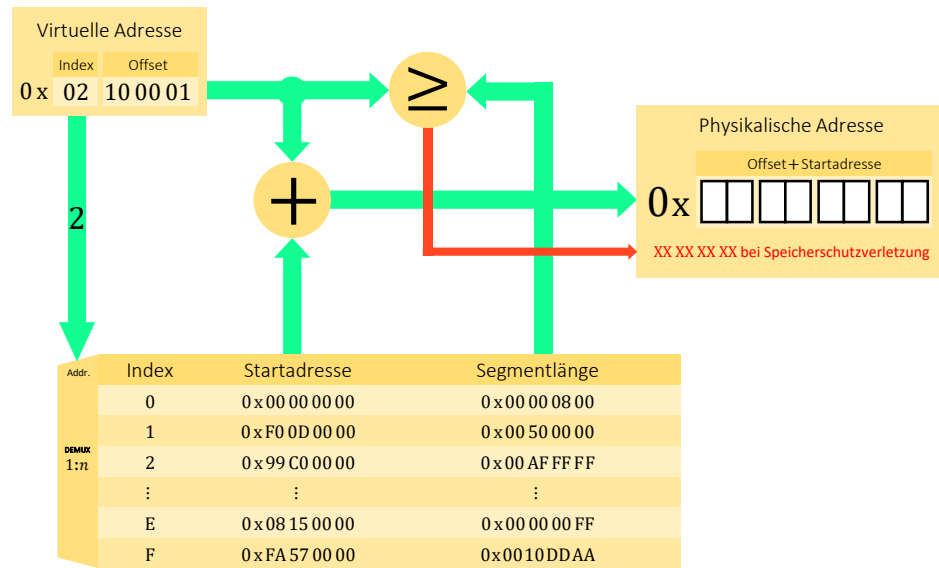 Virtuelle Adresse
Index Offset
0x 02 10 00 01
≥
Physikalische Adresse
Offset+Startadresse
0x
XX XX XX XX bei Speicherschutzverletzung
+
2
Addr. Index Startadresse Segmentlänge
0 0x00 00 00 00 0x00 00 08 00
1 0xF0 0D 00 00 0x00 50 00 00
DEMUX
1:n
2 0x99 C0 00 00 0x00 AF FF FF
⋮ ⋮ ⋮
E 0x08 15 00 00 0x00 00 00 FF
F 0xFA 57 00 00 0x00 10 DD AA